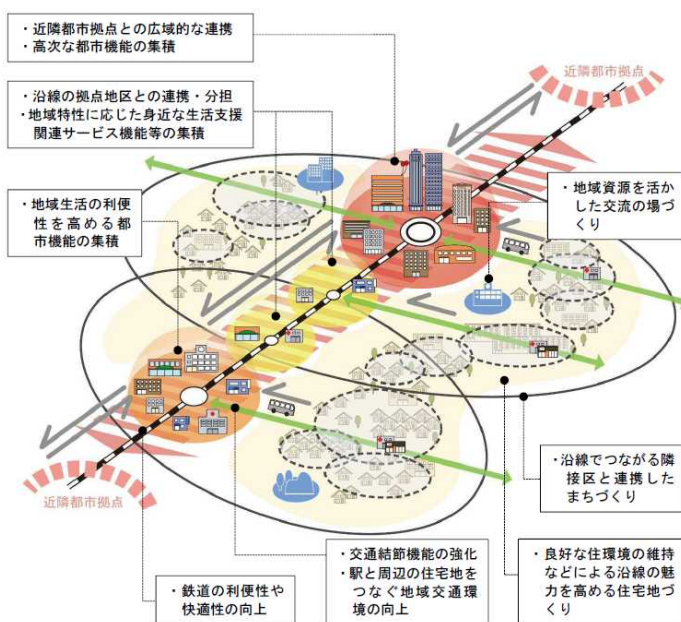 ・近隣都市拠点との広域的な連携
・高次な都市機能の集積
近隣都市拠点
・沿線の拠点地区との連携・分担
・地域特性に応じた身近な生活支援
関連サービス機能等の集積
・地域生活の利便
性を高める都
市機能の集積
・地域資源を活か
した交流の場づ
くり
近隣都市拠点
・沿線でつながる隣
接区と連携した
まちづくり
・鉄道の利便性や
快適性の向上
・交通結節機能の強化
・駅と周辺の住宅地を
つなぐ地域交通環
境の向上
・良好な住環境の維持
などによる沿線の魅
力を高める住宅地づ
くり